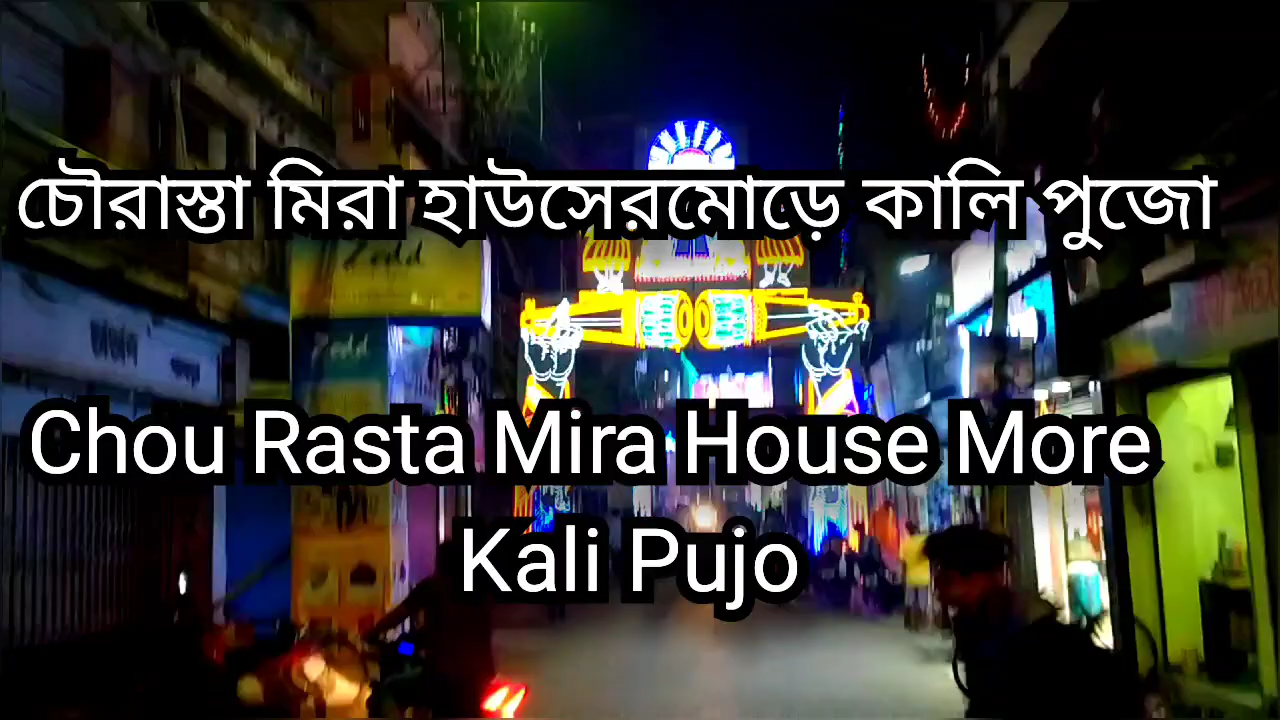 চৌরাস্তা মিরা হাউসেরমোড়ে কালি পুজো
Chou Rasta Mira House More
Kali Pujo